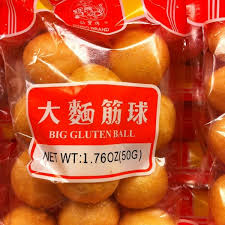 大麵筋球
BIG GLUTEN BALL
NET WT:1.76OZ(50G)